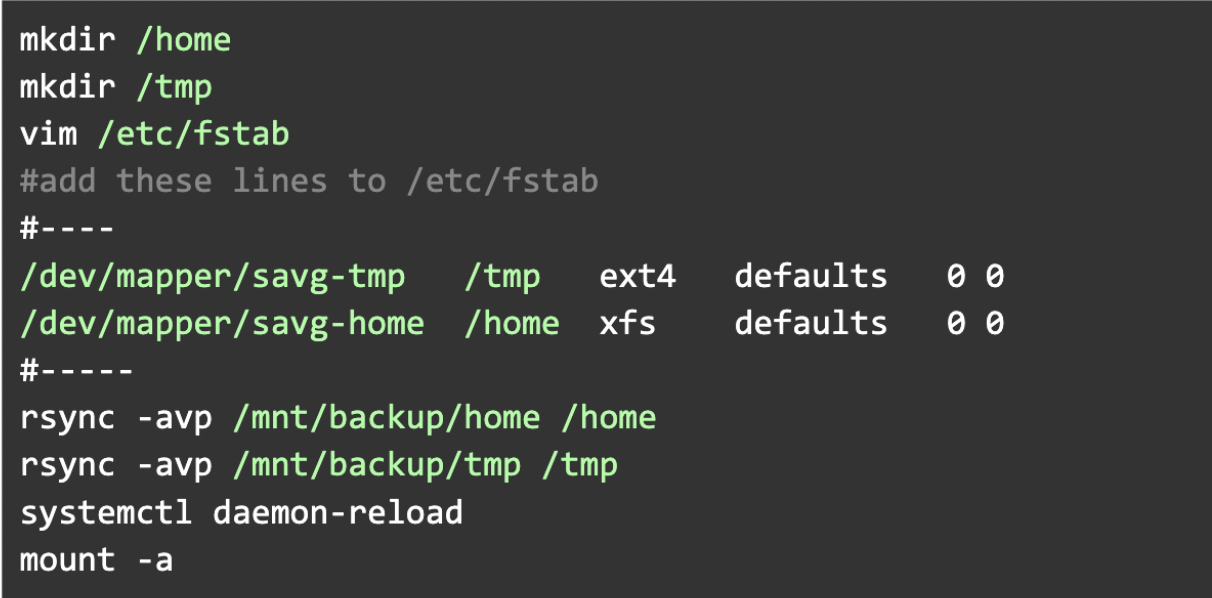 mkdir /home
mkdir /tmp
vim /etc/fstab
#add these lines to /etc/fstab
#----
/dev/mapper/savg-tmp   /tmp   ext4   defaults   0 0
/dev/mapper/savg-home  /home  xfs    defaults   0 0
#-----
rsync -avp /mnt/backup/home /home
rsync -avp /mnt/backup/tmp /tmp
systemctl daemon-reload
mount -a